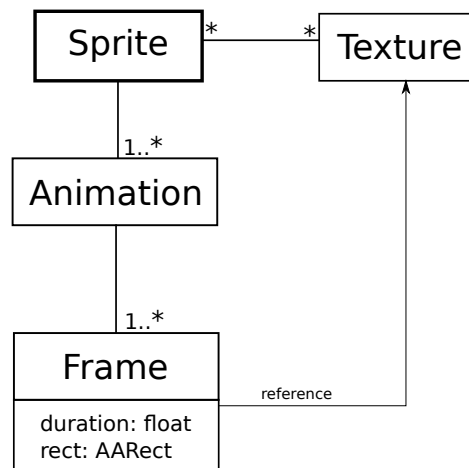 Sprite
* *
Texture
1..*
Animation
1..*
Frame
reference
duration: float
rect: AARect